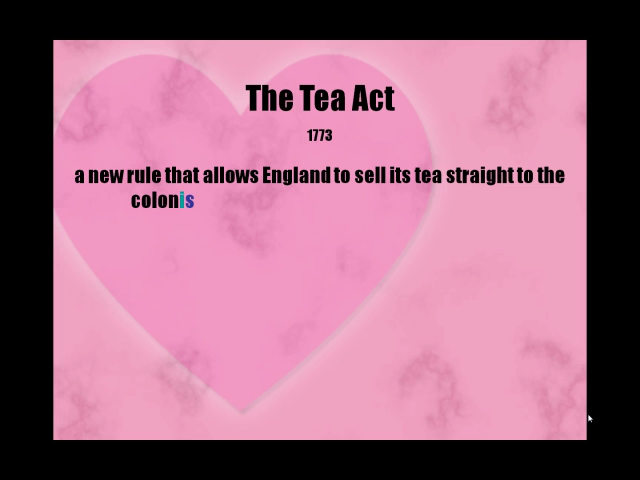 The Tea Act
1773
a new rule that allows England to sell its tea straight to the
colonis